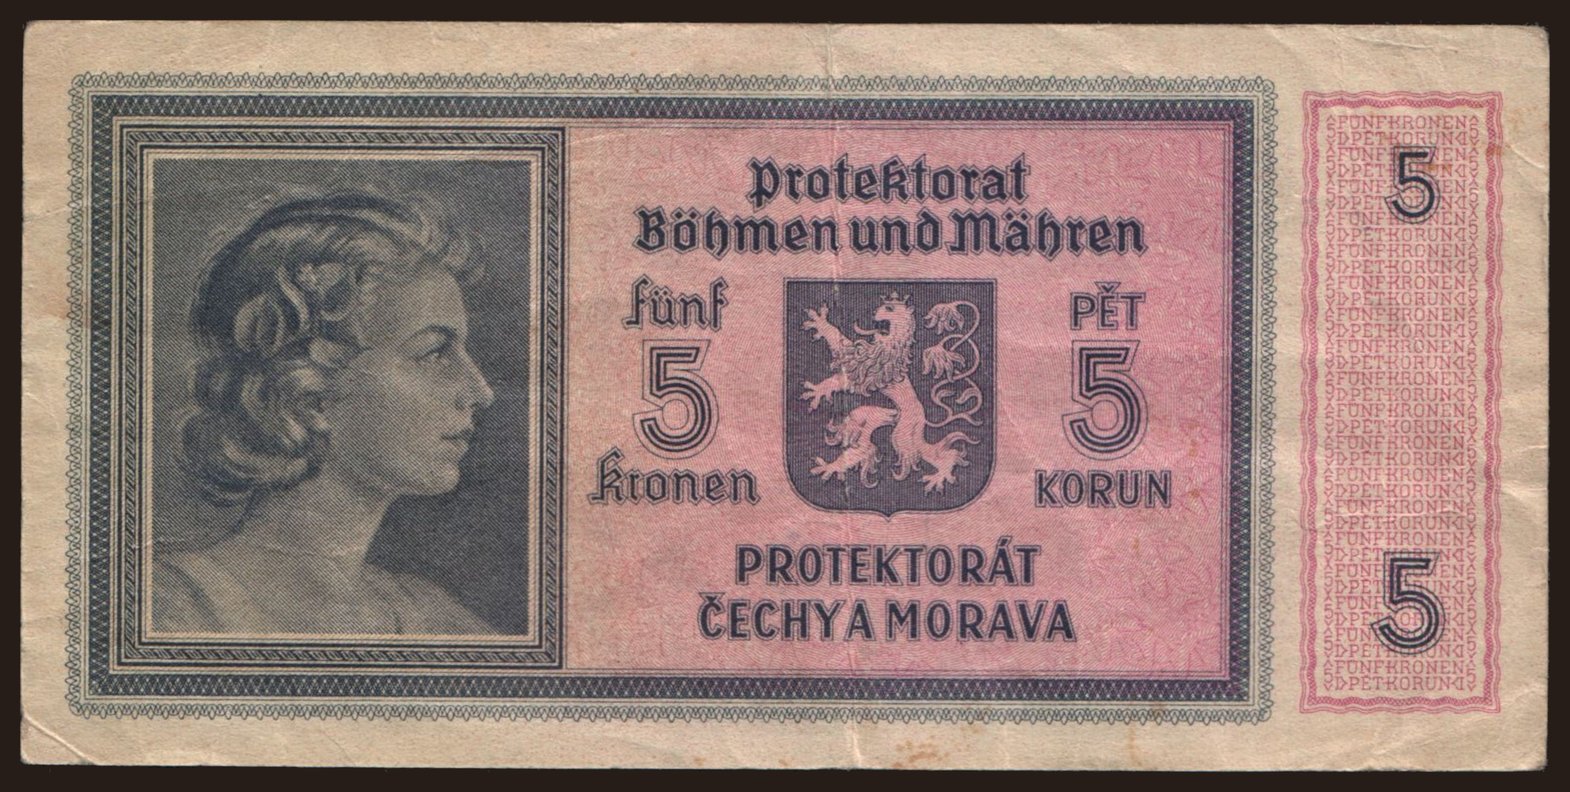 Protektorat
Böhmen und Mähren
fünf
5
Kronen
PĚT
5
KORUN
PROTEKTORÁT
ČECHY A MORAVA
5
5
FÜNF KRONEN
PĚT KORUN